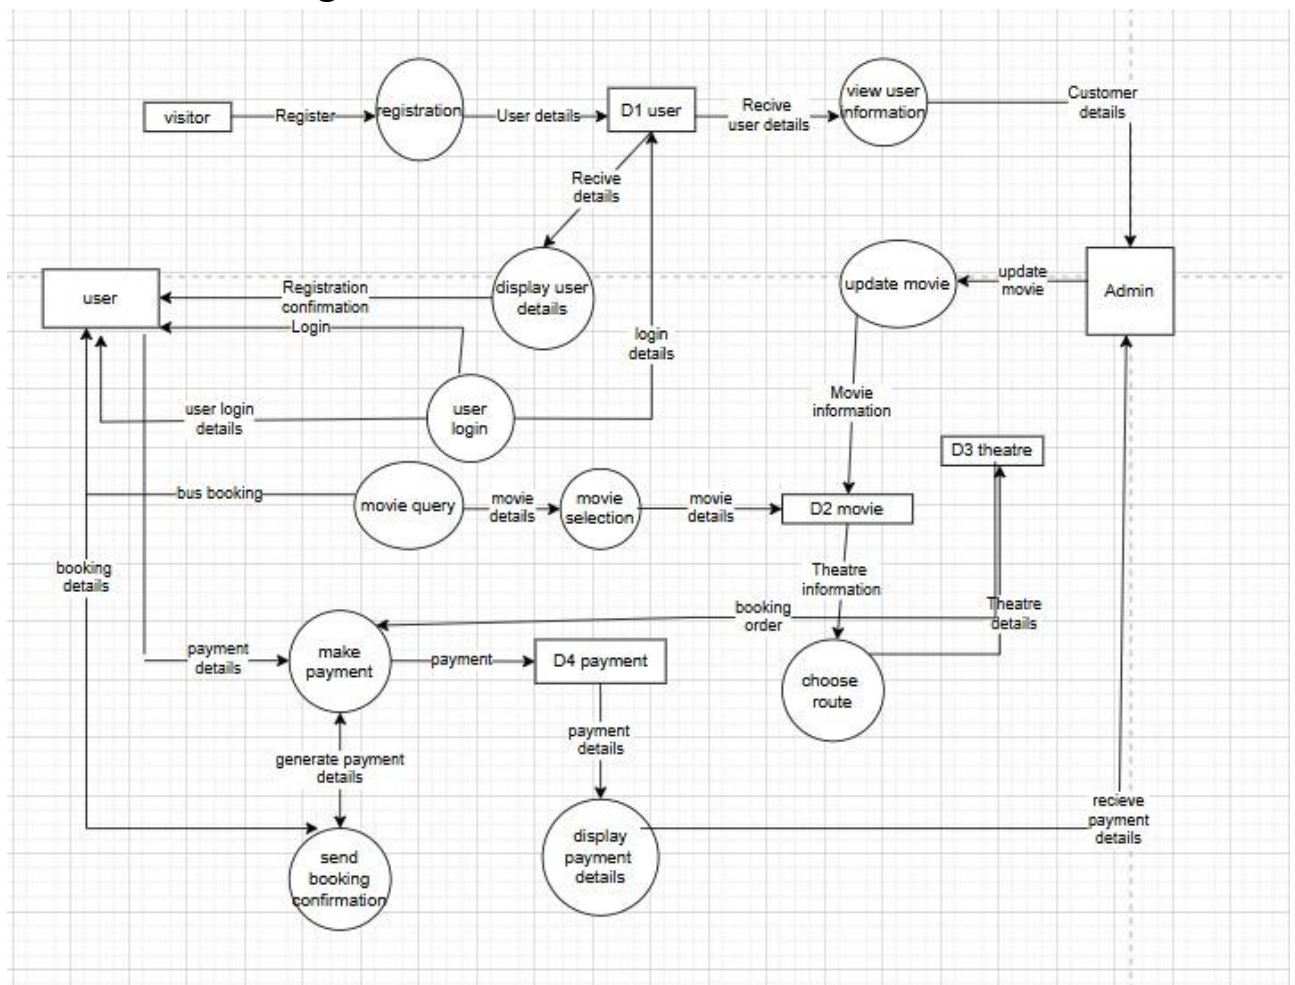 view user
information
Customer
details
visitor
Register
registration
User details
D1 user
Recive
user details
Recive
details
user
Registration
confirmation
Login
display user
details
login
details
update movie
update
movie
Admin
user login
details
user
login
Movie
information
D3 theatre
bus booking
movie query
movie
details
movie
selection
movie
details
D2 movie
booking
details
Theatre
information
booking
order
Theatre
details
payment
details
make
payment
payment
D4 payment
choose
route
generate payment
details
payment
details
send
booking
confirmation
display
payment
details
recieve
payment
details